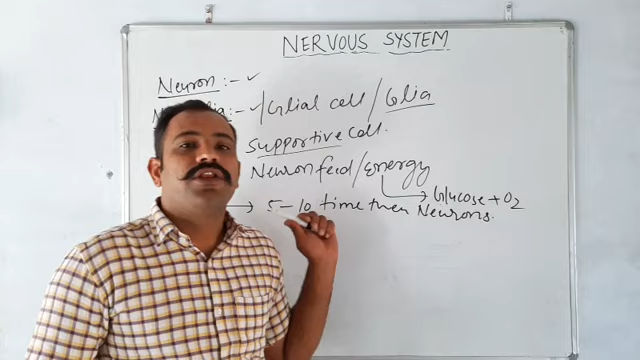 NERVOUS SYSTEM
Neuron :- ✓
:- ✓/Glial cell/Glia
supportive cell.
Neuron feed/energy
→ Glucose + O2
→ 5-10 time then Neurons.